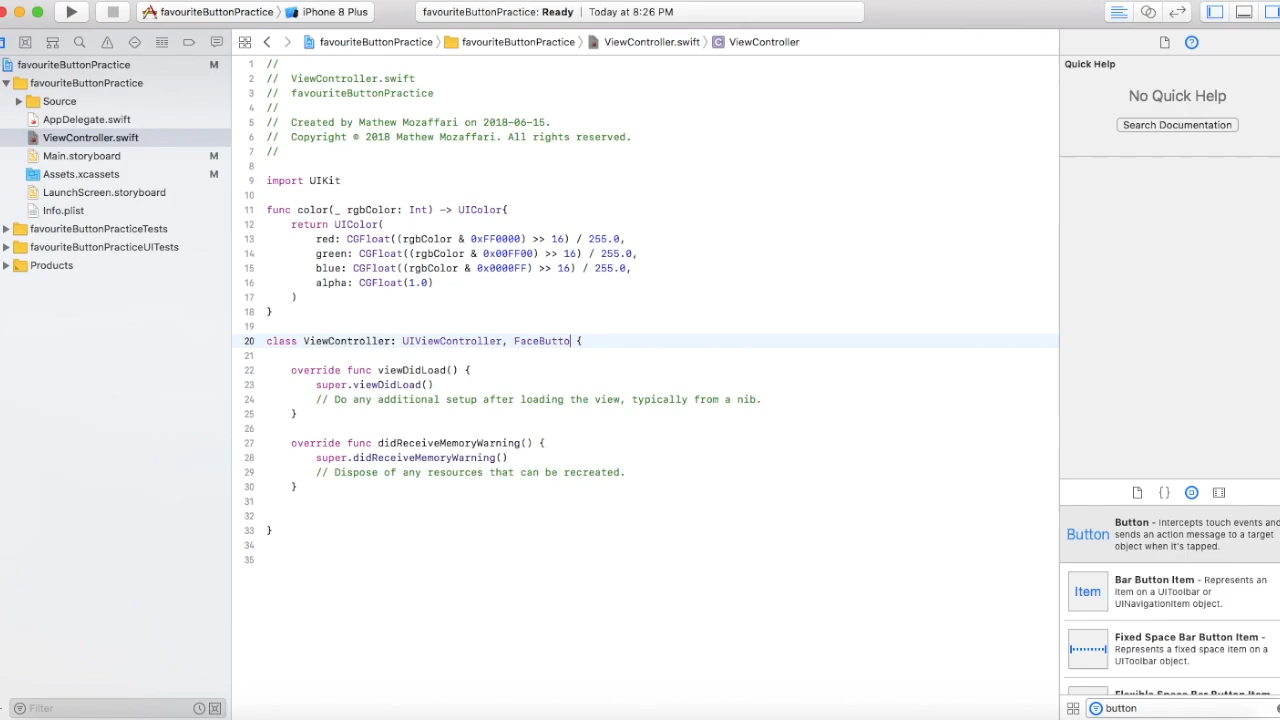 favouriteButtonPractice
iPhone 8 Plus
favouriteButtonPractice: Ready
Today at 8:26 PM
favouriteButtonPractice
favouriteButtonPractice
ViewController.swift
ViewController
favouriteButtonPractice M
favouriteButtonPractice
Source
AppDelegate.swift
ViewController.swift
Main.storyboard M
Assets.xcassets M
LaunchScreen.storyboard
Info.plist
favouriteButtonPracticeTests
favouriteButtonPracticeUITests
Products
Filter
1 //
2 // ViewController.swift
3 // favouriteButtonPractice
4 //
5 // Created by Mathew Mozaffari on 2018-06-15.
6 // Copyright © 2018 Mathew Mozaffari. All rights reserved.
7 //
8
9 import UIKit
10
11 func color(_ rgbColor: Int) -> UIColor{
12 return UIColor(
13 red: CGFloat((rgbColor & 0xFF0000) >> 16) / 255.0,
14 green: CGFloat((rgbColor & 0x00FF00) >> 16) / 255.0,
15 blue: CGFloat((rgbColor & 0x0000FF) >> 16) / 255.0,
16 alpha: CGFloat(1.0)
17 )
18 }
19
20 class ViewController: UIViewController, FaceButto {
21
22 override func viewDidLoad() {
23 super.viewDidLoad()
24 // Do any additional setup after loading the view, typically from a nib.
25 }
26
27 override func didReceiveMemoryWarning() {
28 super.didReceiveMemoryWarning()
29 // Dispose of any resources that can be recreated.
30 }
31
32
33 }
34
35
Quick Help
No Quick Help
Search Documentation
Button
Button - Intercepts touch events and
sends an action message to a target
object when it's tapped.
Item
Bar Button Item - Represents an
item on a UIToolbar or
UINavigationItem object.
Fixed Space Bar Button Item -
Represents a fixed space item on a
UIToolbar object.
Flexible Space Bar Button Item
button